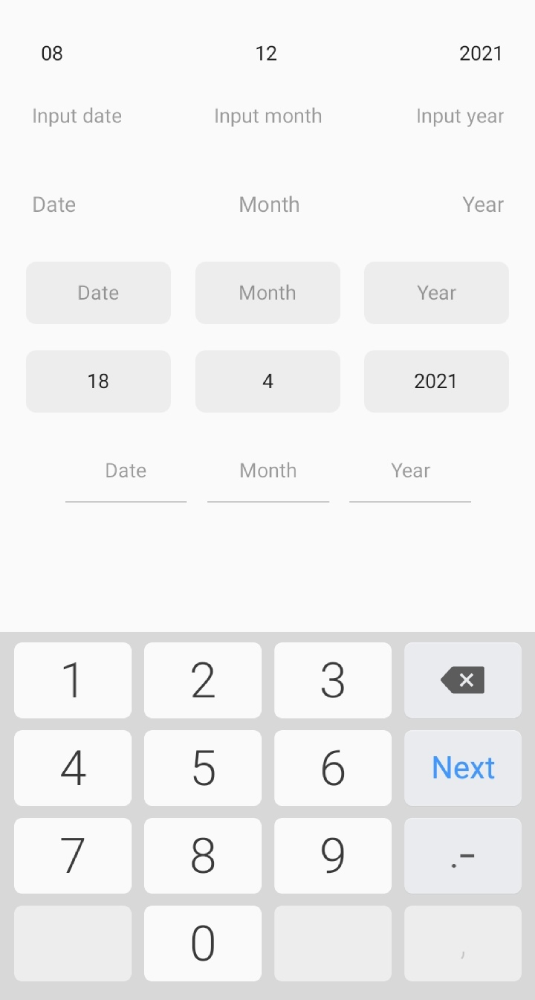 08 12 2021
Input date Input month Input year
Date Month Year
Date Month Year
18 4 2021
Date Month Year
1 2 3
4 5 6 Next
7 8 9 .-
0 ,